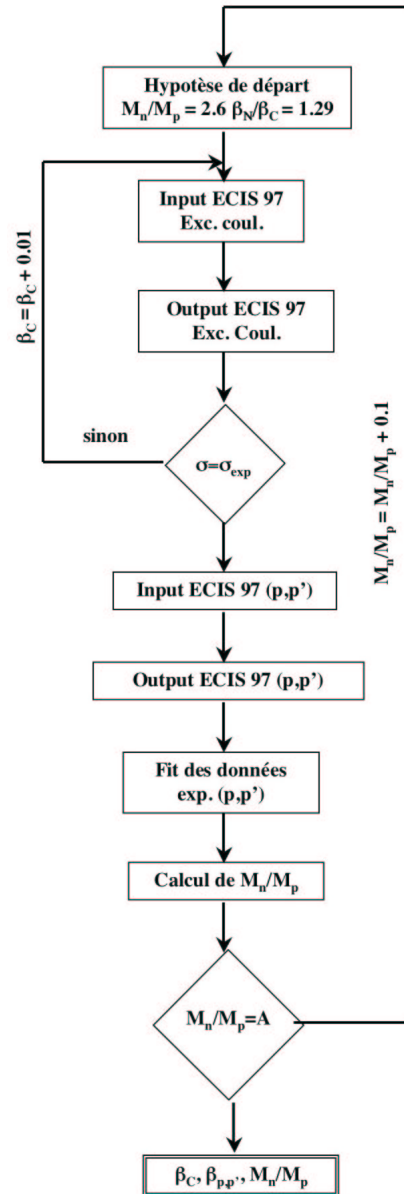 Hypotèse de départ
Mn/Mp = 2.6 βN/βC = 1.29
Input ECIS 97
Exc. coul.
βC = βC + 0.01
Output ECIS 97
Exc. Coul.
sinon
σ=σexp
Mn/Mp = Mn/Mp + 0.1
Input ECIS 97 (p,p’)
Output ECIS 97 (p,p’)
Fit des données
exp. (p,p’)
Calcul de Mn/Mp
Mn/Mp=A
βC, βp,p’, Mn/Mp